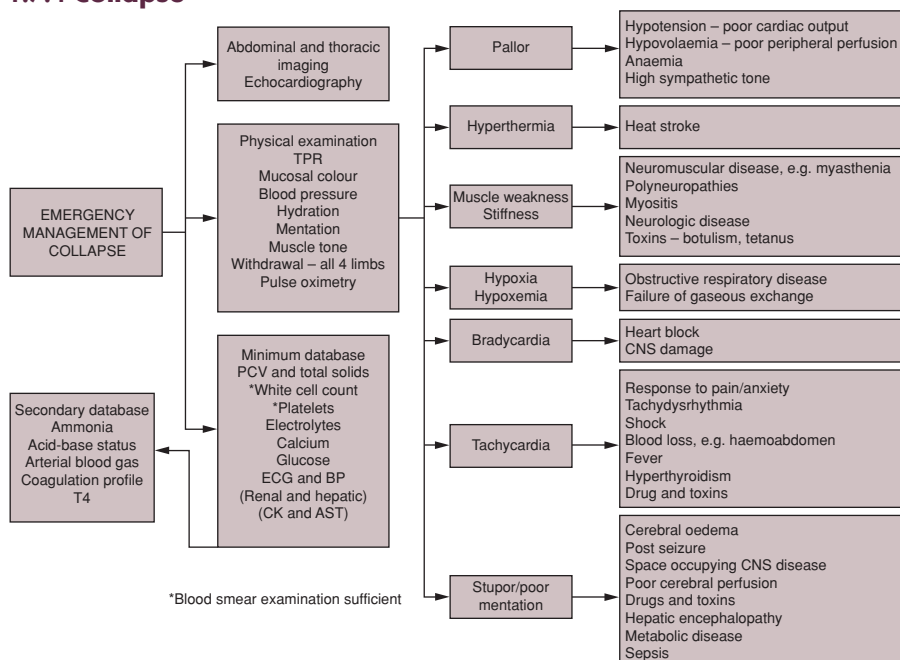 Collapse
Abdominal and thoracic
imaging
Echocardiography
Physical examination
TPR
Mucosal colour
Blood pressure
Hydration
Mentation
Muscle tone
Withdrawal – all 4 limbs
Pulse oximetry
EMERGENCY
MANAGEMENT OF
COLLAPSE
Minimum database
PCV and total solids
*White cell count
*Platelets
Electrolytes
Calcium
Glucose
ECG and BP
(Renal and hepatic)
(CK and AST)
Secondary database
Ammonia
Acid-base status
Arterial blood gas
Coagulation profile
T4
*Blood smear examination sufficient
Pallor
Hypotension – poor cardiac output
Hypovolaemia – poor peripheral perfusion
Anaemia
High sympathetic tone
Hyperthermia
Heat stroke
Muscle weakness
Stiffness
Neuromuscular disease, e.g. myasthenia
Polyneuropathies
Myositis
Neurologic disease
Toxins – botulism, tetanus
Hypoxia
Hypoxemia
Obstructive respiratory disease
Failure of gaseous exchange
Bradycardia
Heart block
CNS damage
Tachycardia
Response to pain/anxiety
Tachydysrhythmia
Shock
Blood loss, e.g. haemoabdomen
Fever
Hyperthyroidism
Drug and toxins
Stupor/poor
mentation
Cerebral oedema
Post seizure
Space occupying CNS disease
Poor cerebral perfusion
Drugs and toxins
Hepatic encephalopathy
Metabolic disease
Sepsis